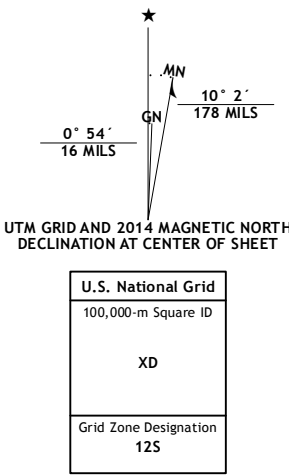 ★
MN
GN
10° 2´
178 MILS
0° 54´
16 MILS
UTM GRID AND 2014 MAGNETIC NORTH
DECLINATION AT CENTER OF SHEET
U.S. National Grid
100,000-m Square ID
XD
Grid Zone Designation
12S